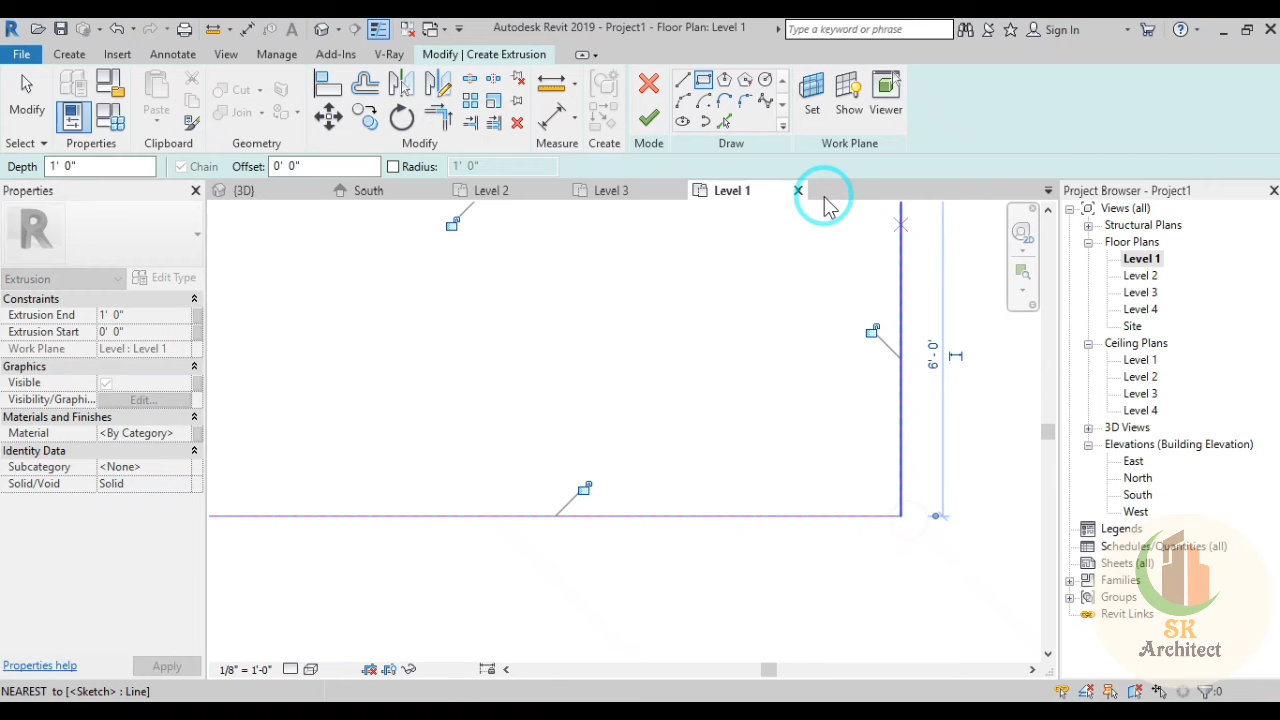 Autodesk Revit 2019 - Project1 - Floor Plan: Level 1
Type a keyword or phrase
Sign In
File Create Insert Annotate View Manage Add-Ins V-Ray Modify | Create Extrusion
Modify
Paste
Cut
Join
Set Show Viewer
Select Properties Clipboard Geometry Modify Measure Create Mode Draw Work Plane
Depth 1' 0" Chain Offset: 0' 0" Radius: 1' 0"
Properties
{3D} South Level 2 Level 3 Level 1
Project Browser - Project1
R
Extrusion
Edit Type
Constraints
Extrusion End 1' 0"
Extrusion Start 0' 0"
Work Plane Level : Level 1
Graphics
Visible
Visibility/Graphi... Edit...
Materials and Finishes
Material <By Category>
Identity Data
Subcategory <None>
Solid/Void Solid
Properties help
Apply
6' - 0"
2D
Views (all)
Structural Plans
Floor Plans
Level 1
Level 2
Level 3
Level 4
Site
Ceiling Plans
Level 1
Level 2
Level 3
Level 4
3D Views
Elevations (Building Elevation)
East
North
South
West
Legends
Schedules/Quantities (all)
Sheets (all)
Families
Groups
Revit Links
SK
Architect
1/8" = 1'-0"
NEAREST to [<Sketch> : Line]
:0